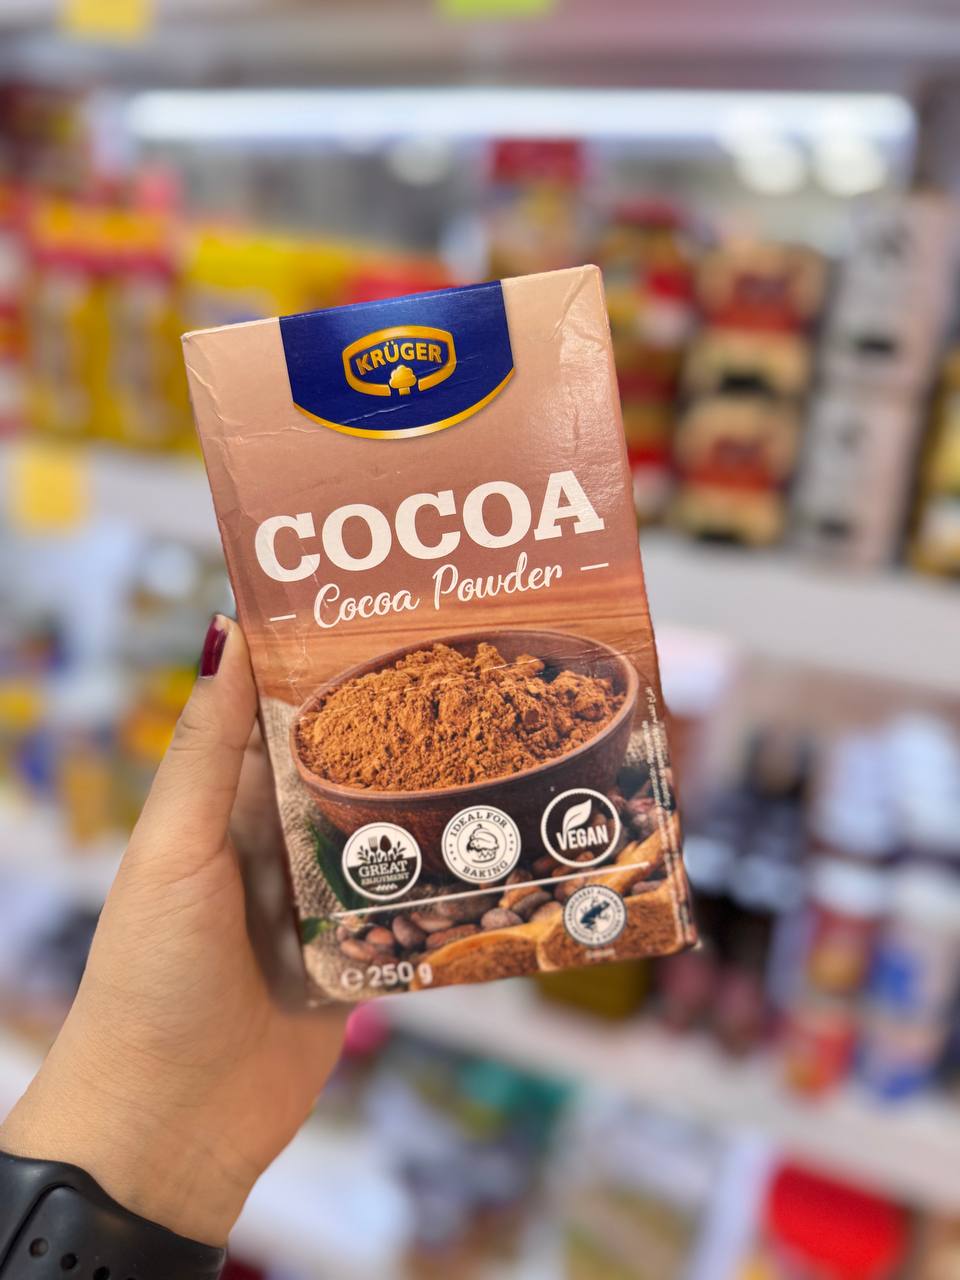 KRÜGER
COCOA
Cocoa Powder
GREAT
ENJOYMENT
IDEAL FOR
BAKING
VEGAN
℮ 250 g